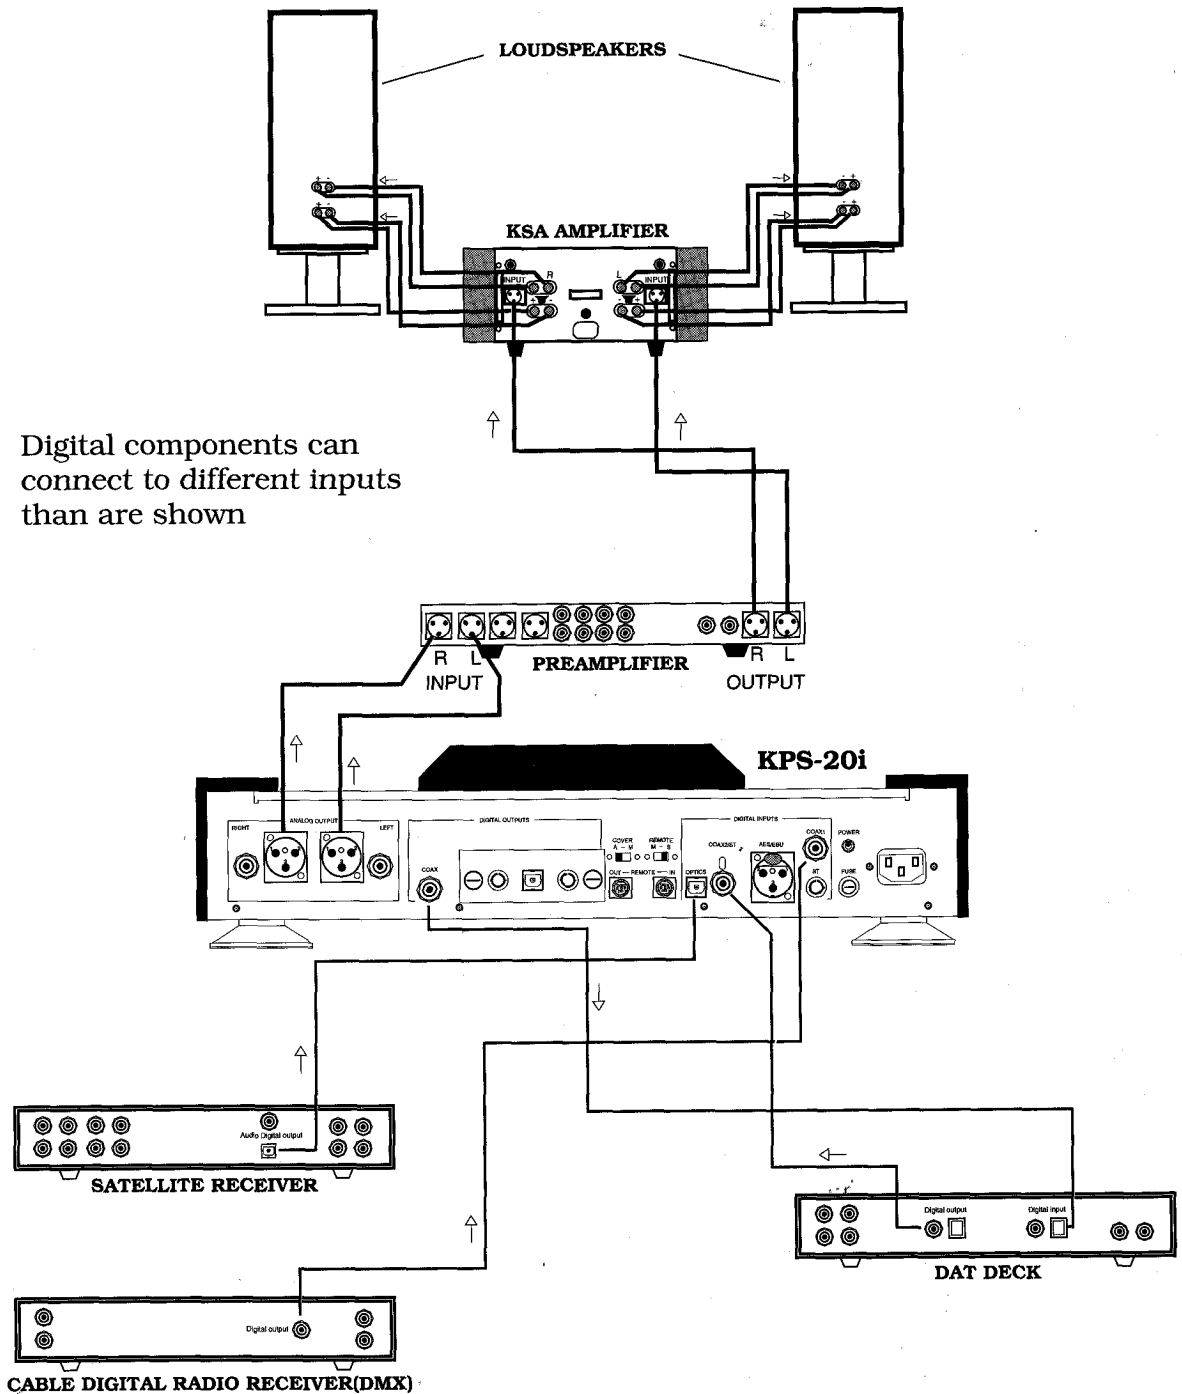 LOUDSPEAKERS
+ -
+ -
- +
- +
KSA AMPLIFIER
INPUT
R
L
INPUT
+ -
- +
Digital components can
connect to different inputs
than are shown
R L
INPUT
PREAMPLIFIER
R L
OUTPUT
KPS-20i
RIGHT
ANALOG OUTPUT
LEFT
DIGITAL OUTPUTS
COAX
COVER
A - M
REMOTE
M - S
OUT — REMOTE — IN
DIGITAL INPUTS
OPTICS
COAX2/ST
AES/EBU
COAX1
ST
POWER
FUSE
Audio Digital output
SATELLITE RECEIVER
Digital output
Digital input
DAT DECK
Digital output
CABLE DIGITAL RADIO RECEIVER(DMX)